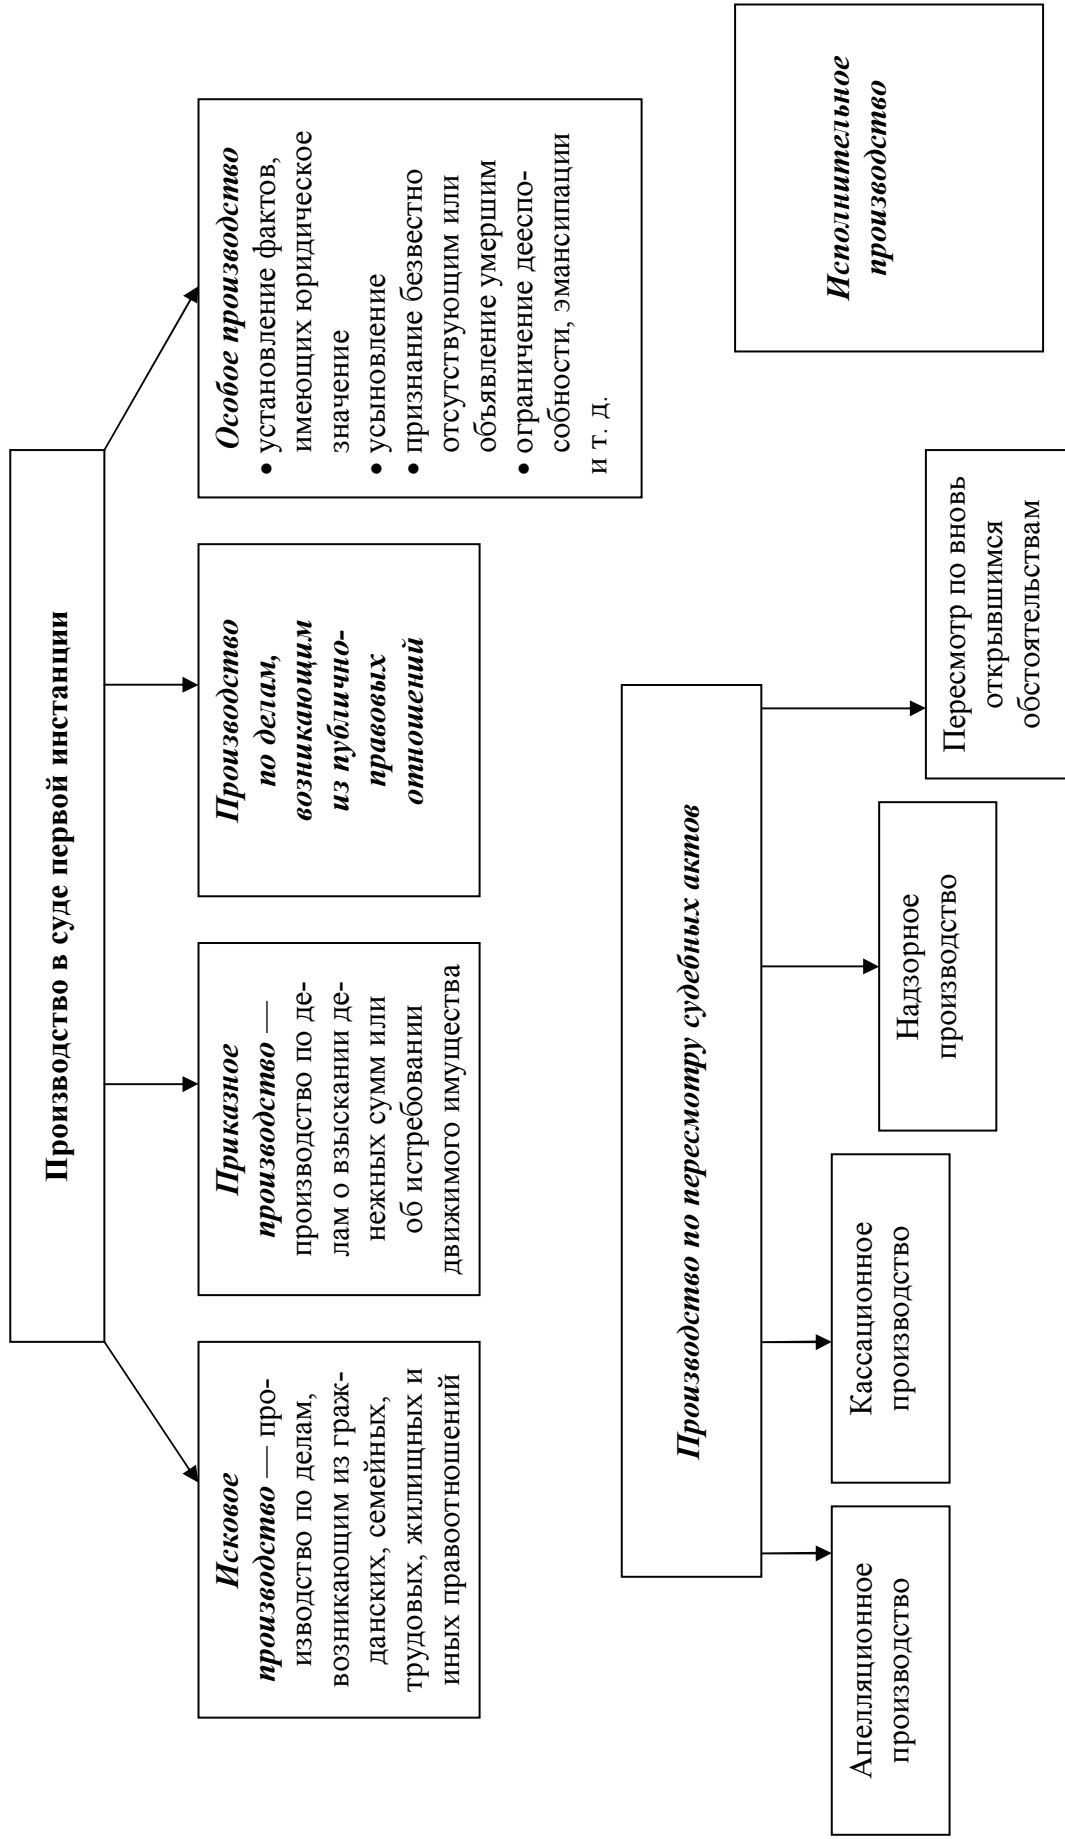 Производство в суде первой инстанции
Исковое
производство — про-
изводство по делам,
возникающим из граж-
данских, семейных,
трудовых, жилищных и
иных правоотношений
Приказное
производство —
производство по де-
лам о взыскании де-
нежных сумм или
об истребовании
движимого имущества
Производство
по делам,
возникающим
из публично-
правовых
отношений
Особое производство
• установление фактов,
имеющих юридическое
значение
• усыновление
• признание безвестно
отсутствующим или
объявление умершим
• ограничение дееспо-
собности, эмансипации
и т. д.
Производство по пересмотру судебных актов
Апелляционное
производство
Кассационное
производство
Надзорное
производство
Пересмотр по вновь
открывшимся
обстоятельствам
Исполнительное
производство